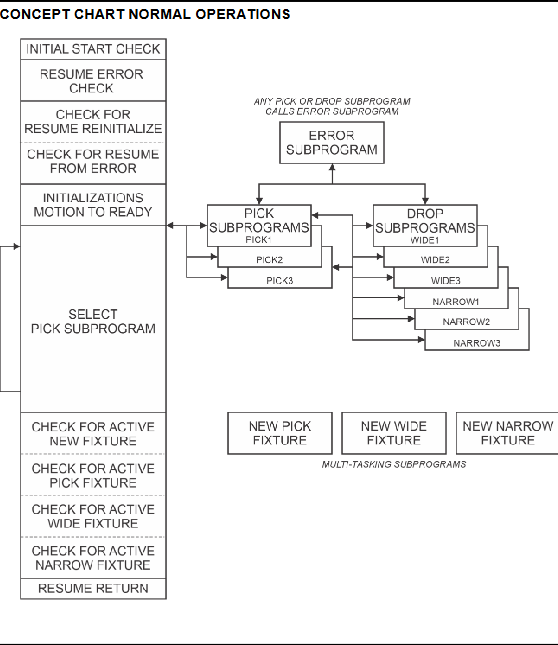 CONCEPT CHART NORMAL OPERATIONS
INITIAL START CHECK
RESUME ERROR
CHECK
CHECK FOR
RESUME REINITIALIZE
CHECK FOR RESUME
FROM ERROR
INITIALIZATIONS
MOTION TO READY
SELECT
PICK SUBPROGRAM
CHECK FOR ACTIVE
NEW FIXTURE
CHECK FOR ACTIVE
PICK FIXTURE
CHECK FOR ACTIVE
WIDE FIXTURE
CHECK FOR ACTIVE
NARROW FIXTURE
RESUME RETURN
ANY PICK OR DROP SUBPROGRAM
CALLS ERROR SUBPROGRAM
ERROR
SUBPROGRAM
PICK
SUBPROGRAMS
PICK1
PICK2
PICK3
DROP
SUBPROGRAMS
WIDE1
WIDE2
WIDE3
NARROW1
NARROW2
NARROW3
NEW PICK
FIXTURE
NEW WIDE
FIXTURE
NEW NARROW
FIXTURE
MULTI-TASKING SUBPROGRAMS